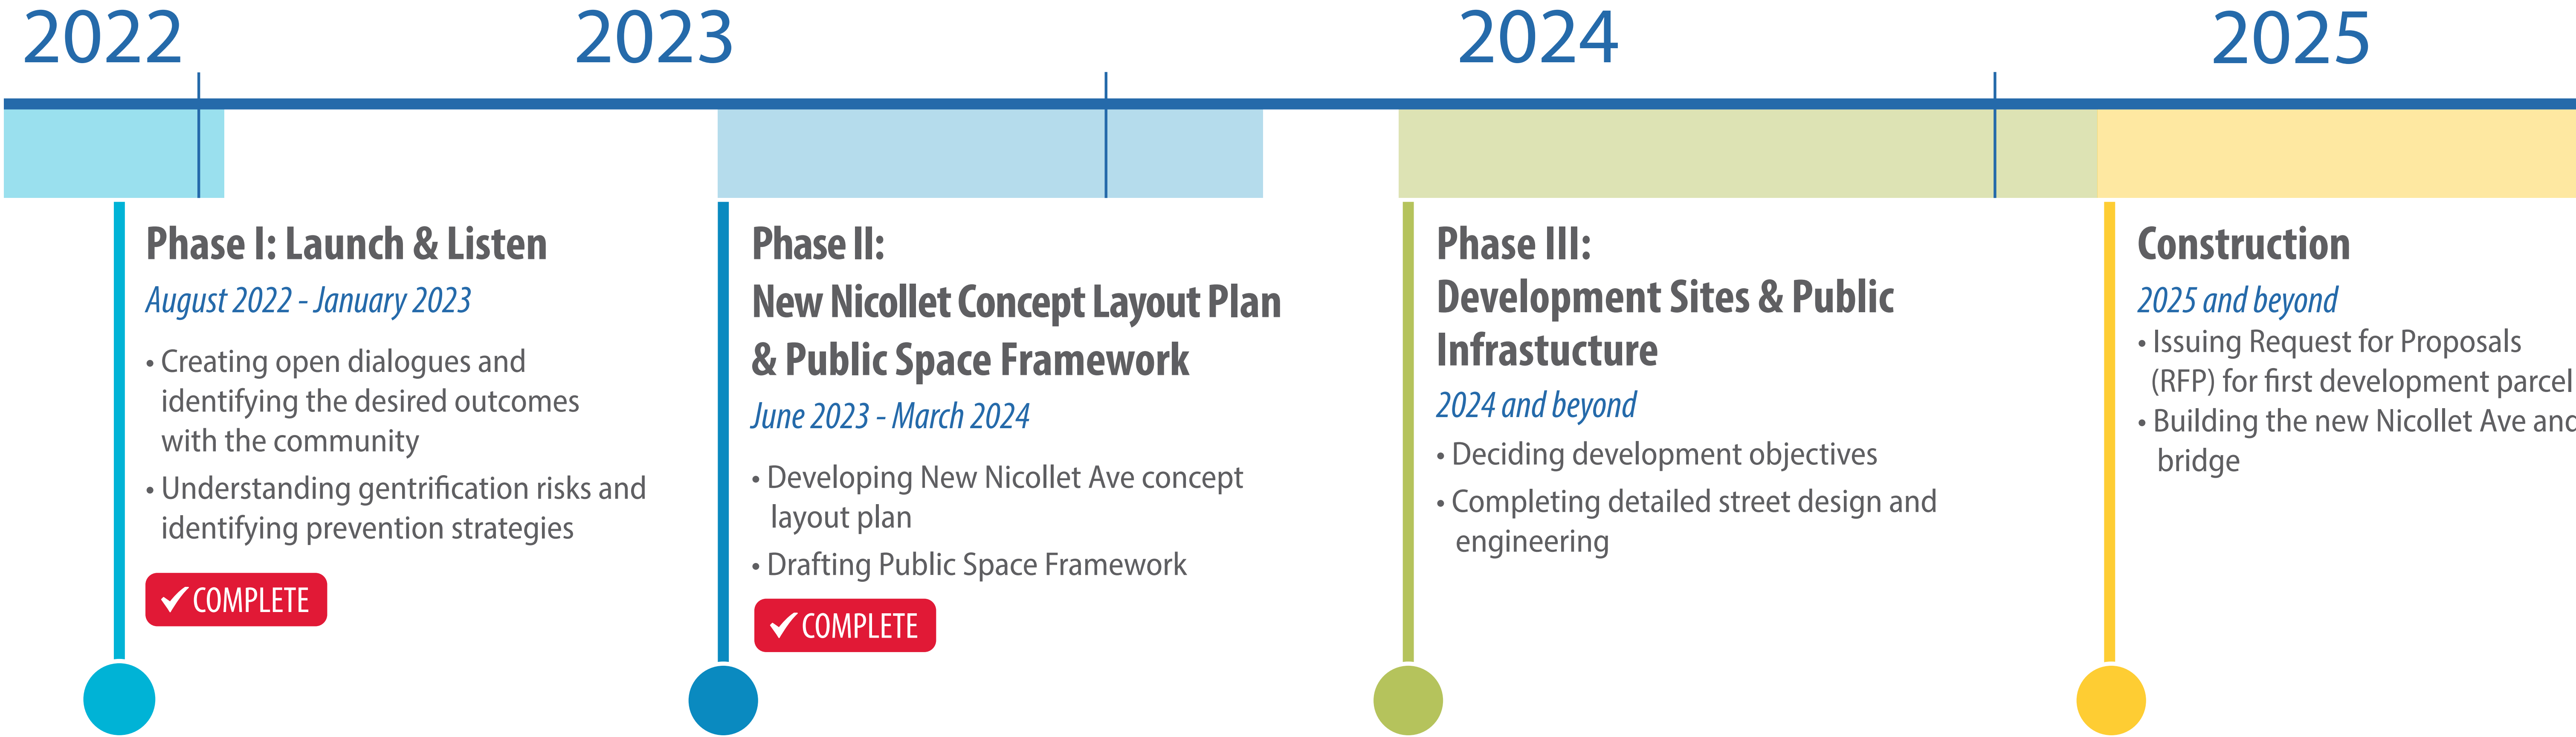 2022
2023
2024
2025
Phase I: Launch & Listen
August 2022 - January 2023
• Creating open dialogues and
identifying the desired outcomes
with the community
• Understanding gentrification risks and
identifying prevention strategies
✓ COMPLETE
Phase II:
New Nicollet Concept Layout Plan
& Public Space Framework
June 2023 - March 2024
• Developing New Nicollet Ave concept
layout plan
• Drafting Public Space Framework
✓ COMPLETE
Phase III:
Development Sites & Public
Infrastucture
2024 and beyond
• Deciding development objectives
• Completing detailed street design and
engineering
Construction
2025 and beyond
• Issuing Request for Proposals
(RFP) for first development parcel
• Building the new Nicollet Ave and
bridge